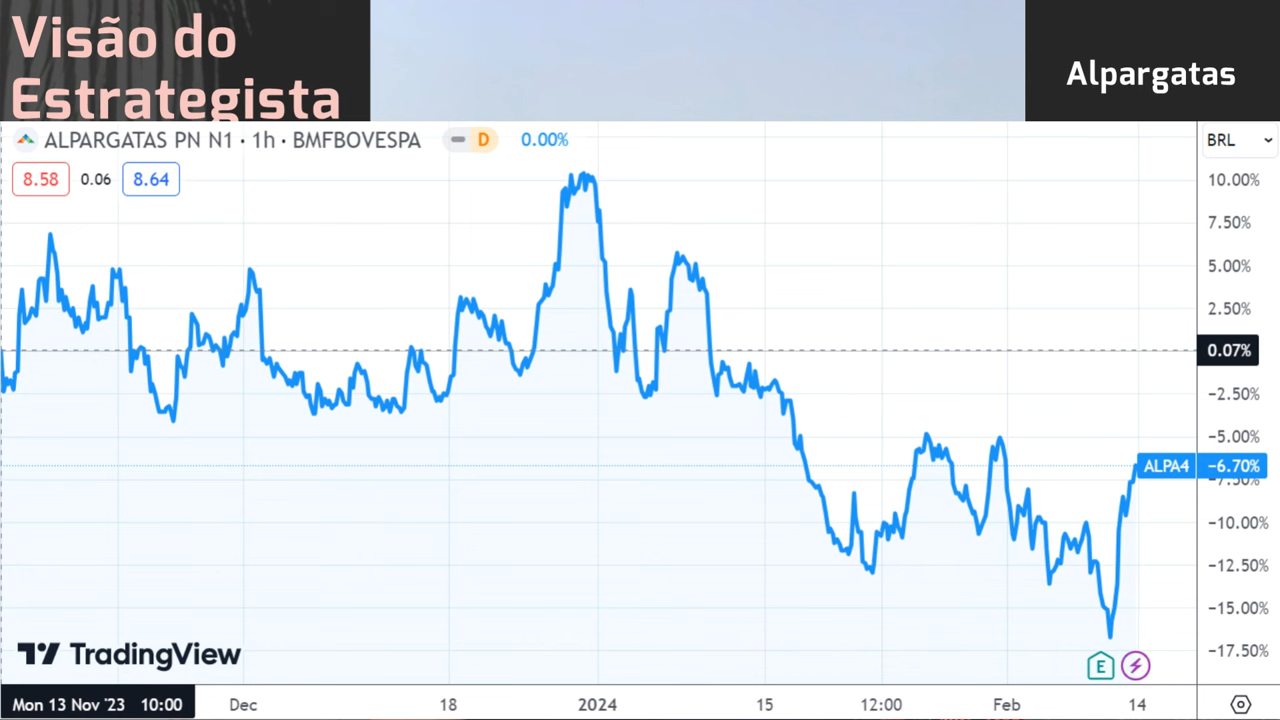 Visão do
Estrategista
Alpargatas
ALPARGATAS PN N1 · 1h · BMFBOVESPA
D
0.00%
BRL
8.58
0.06
8.64
10.00%
7.50%
5.00%
2.50%
0.07%
−2.50%
−5.00%
ALPA4
−6.70%
−7.50%
−10.00%
−12.50%
−15.00%
−17.50%
E
TradingView
Mon 13 Nov '23 10:00
Dec
18
2024
15
12:00
Feb
14